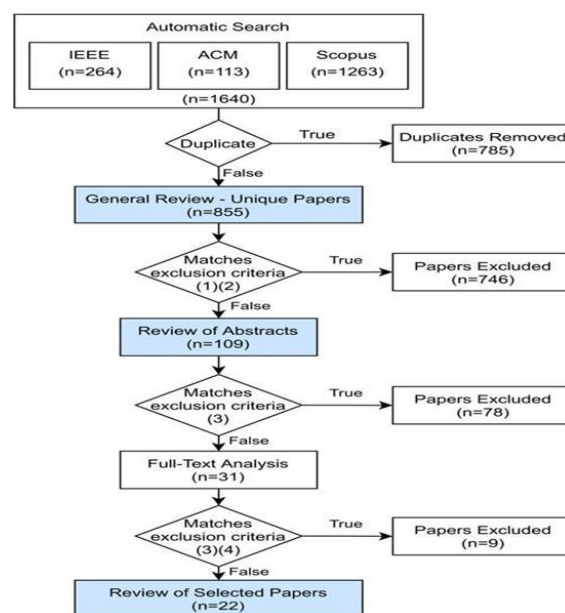 Automatic Search
IEEE
(n=264)
ACM
(n=113)
Scopus
(n=1263)
(n=1640)
Duplicate
True
Duplicates Removed
(n=785)
False
General Review - Unique Papers
(n=855)
Matches
exclusion criteria
(1)(2)
True
Papers Excluded
(n=746)
False
Review of Abstracts
(n=109)
Matches
exclusion criteria
(3)
True
Papers Excluded
(n=78)
False
Full-Text Analysis
(n=31)
Matches
exclusion criteria
(3)(4)
True
Papers Excluded
(n=9)
False
Review of Selected Papers
(n=22)